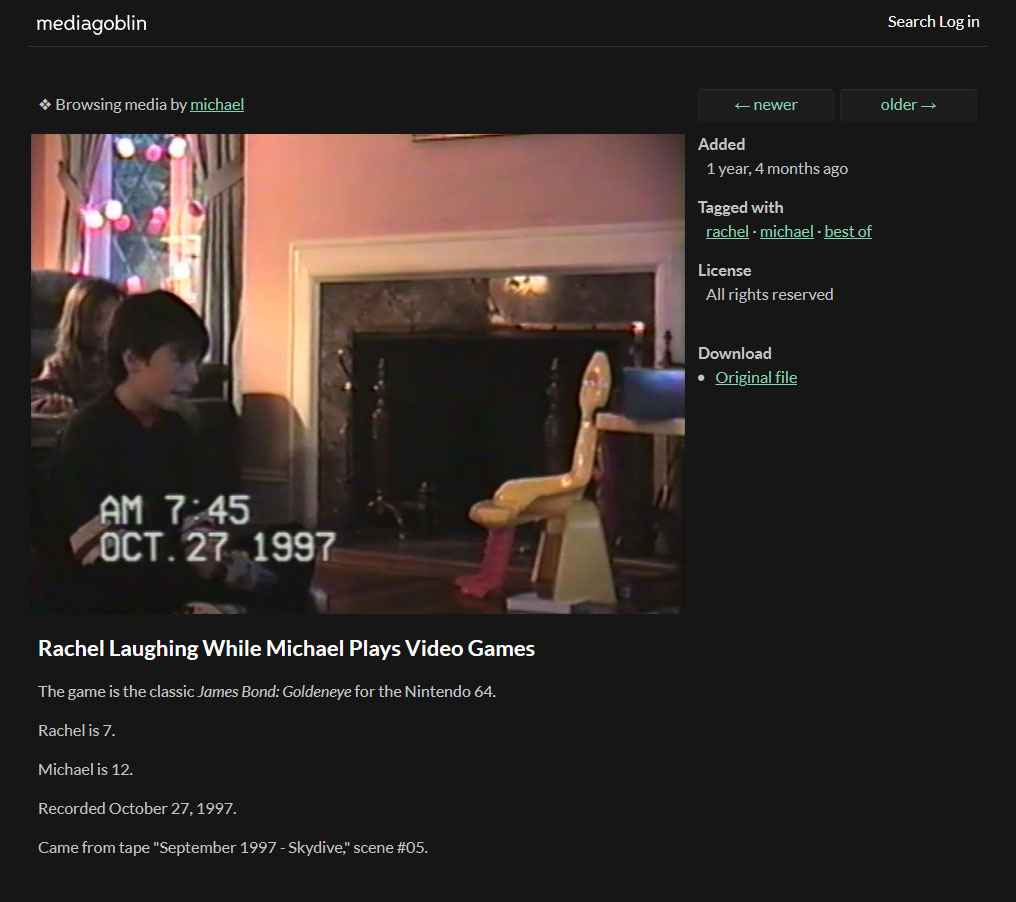 mediagoblin
Search Log in
❖ Browsing media by michael
← newer
older →
AM 7:45
OCT.27 1997
Added
1 year, 4 months ago
Tagged with
rachel · michael · best of
License
All rights reserved
Download
• Original file
Rachel Laughing While Michael Plays Video Games
The game is the classic James Bond: Goldeneye for the Nintendo 64.
Rachel is 7.
Michael is 12.
Recorded October 27, 1997.
Came from tape "September 1997 - Skydive," scene #05.